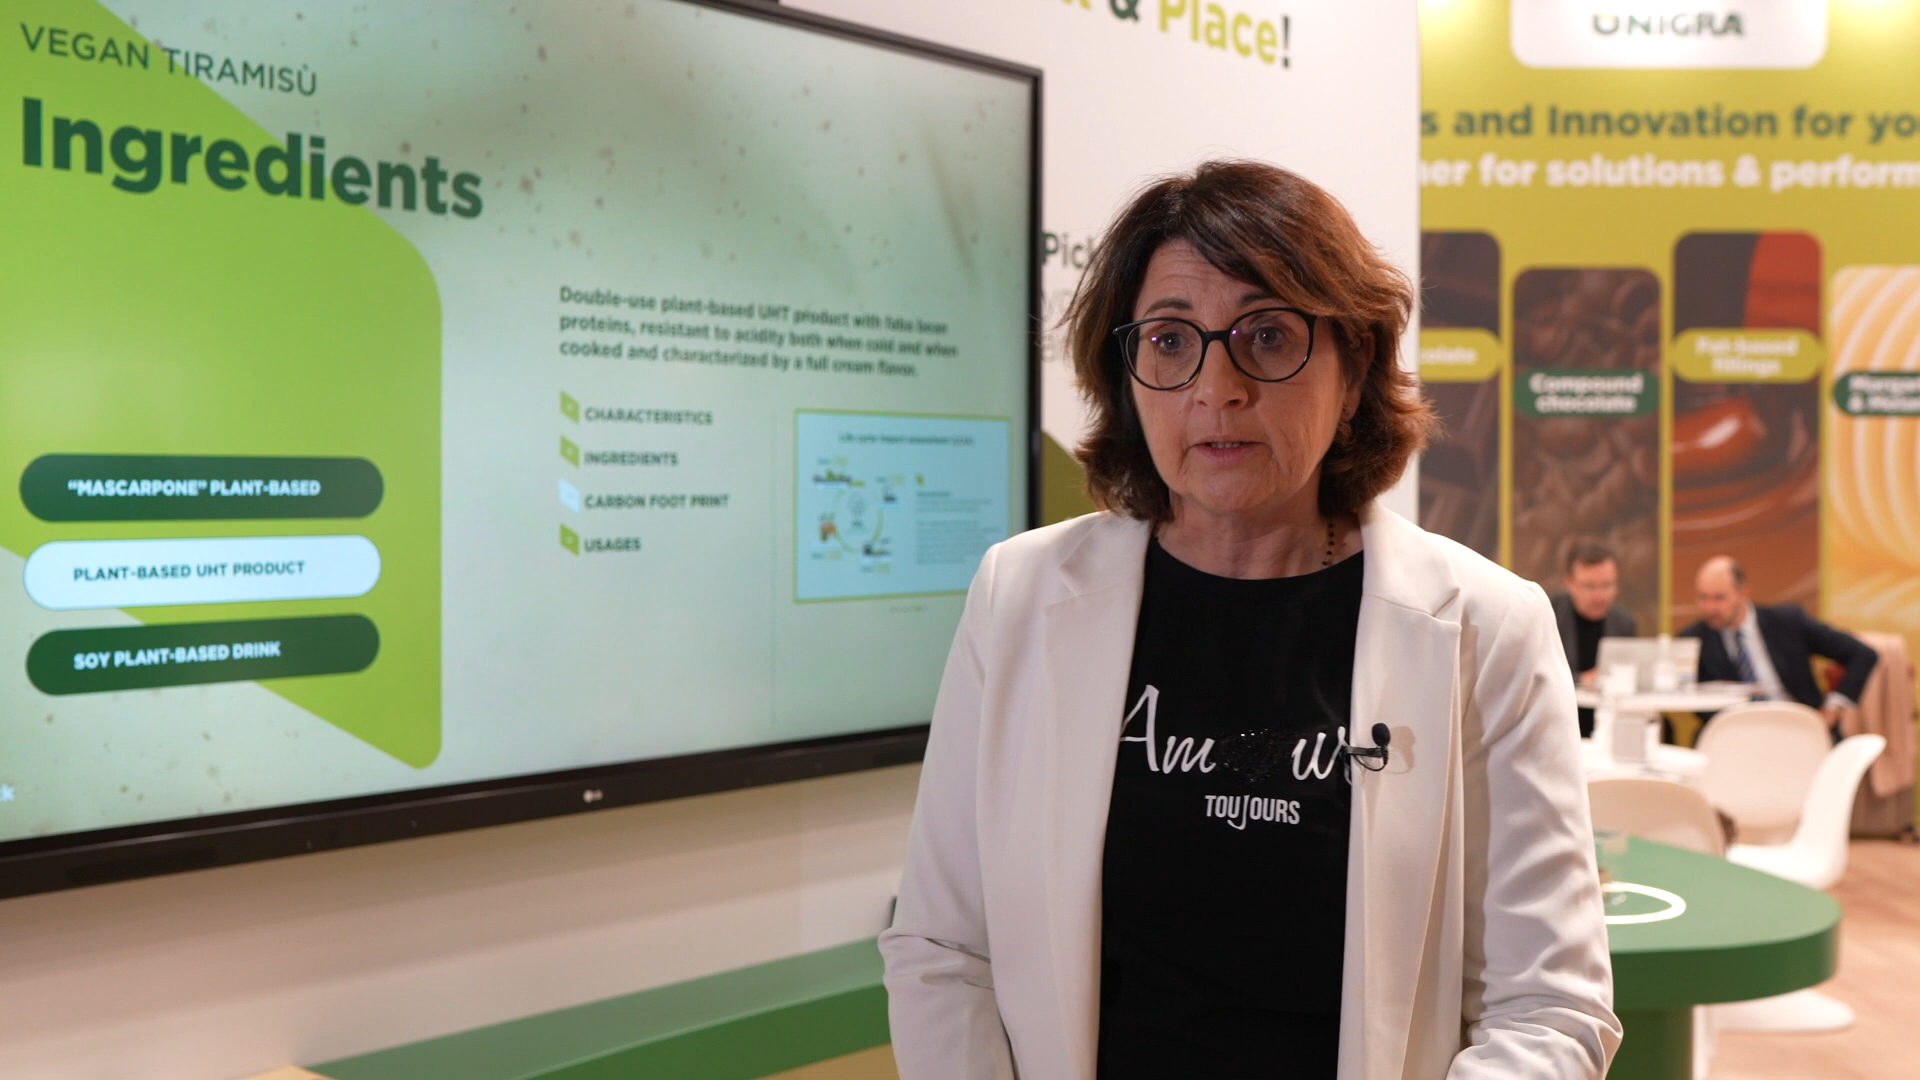 VEGAN TIRAMISÙ
Ingredients
"MASCARPONE" PLANT-BASED
PLANT-BASED UHT PRODUCT
SOY PLANT-BASED DRINK
Double-use plant-based UHT product with faba bean
proteins, resistant to acidity both when cold and when
cooked and characterized by a full cream flavor.
CHARACTERISTICS
INGREDIENTS
CARBON FOOT PRINT
USAGES
LG
& Place!
Pick
UNIGRA
and Innovation for
for solutions &
Compound
chocolate
Fat-based
fillings
Amour
TOUJOURS